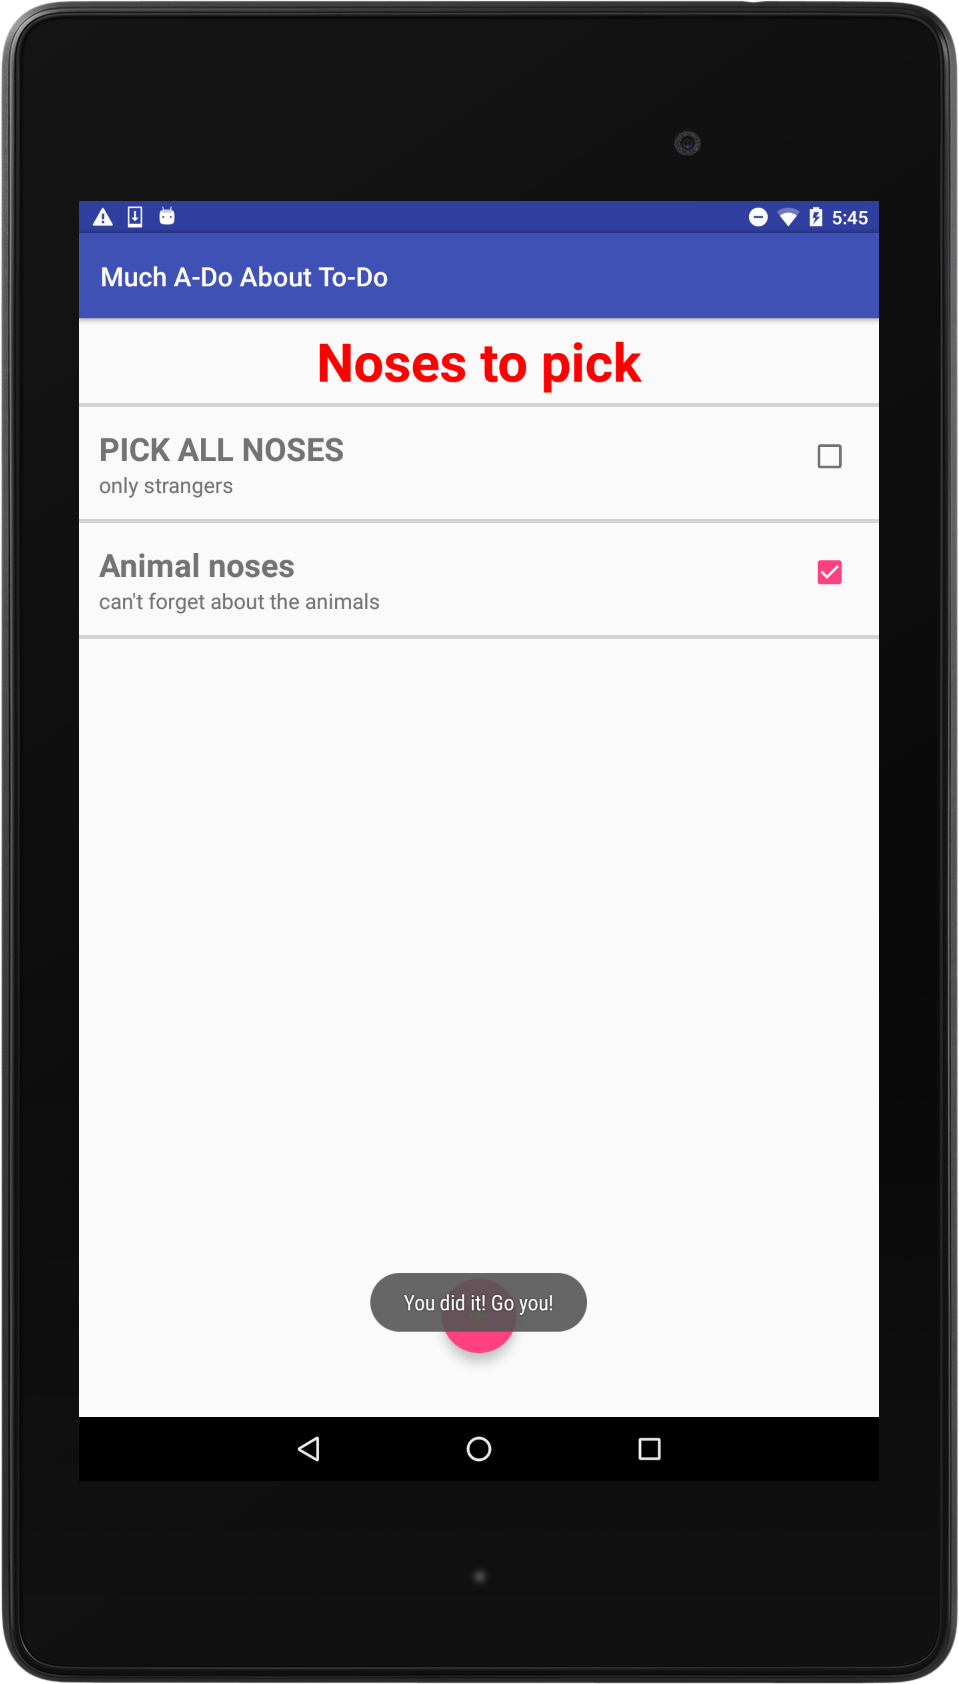 5:45
Much A-Do About To-Do
Noses to pick
PICK ALL NOSES
only strangers
Animal noses
can't forget about the animals
You did it! Go you!